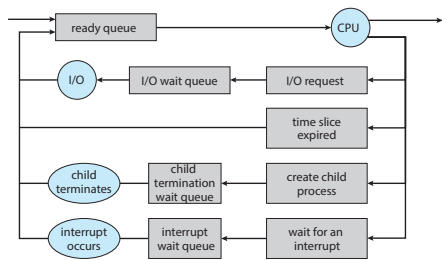 ready queue
CPU
I/O
I/O wait queue
I/O request
time slice
expired
child
terminates
child
termination
wait queue
create child
process
interrupt
occurs
interrupt
wait queue
wait for an
interrupt